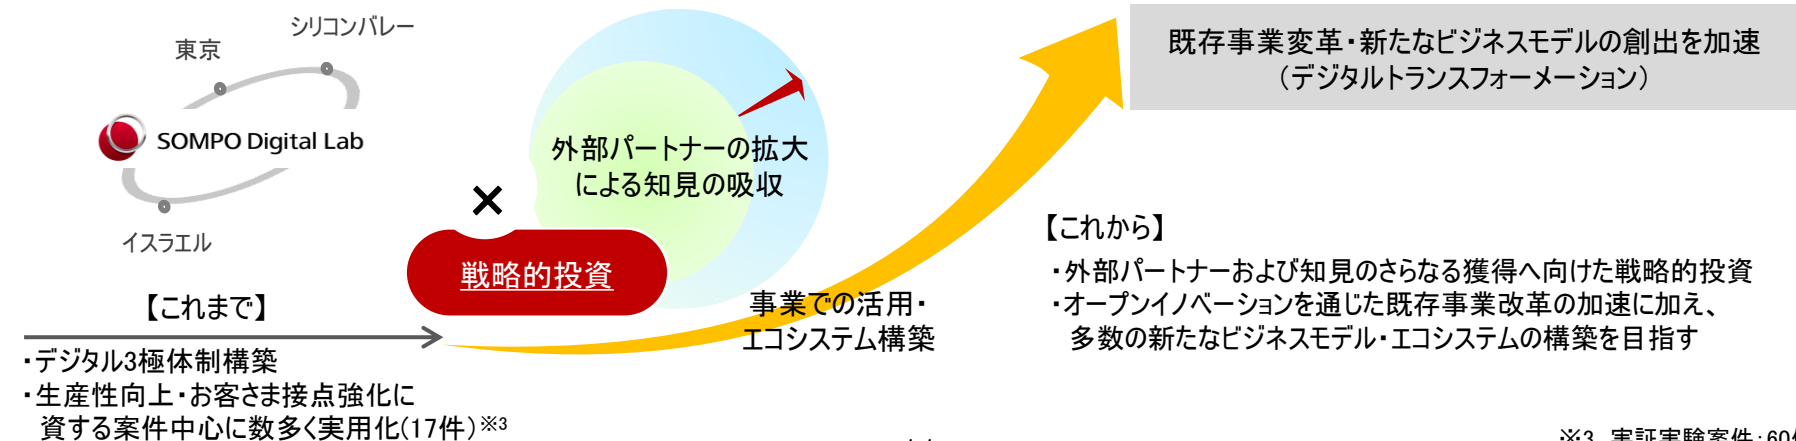 シリコンバレー
東京
SOMPO Digital Lab
イスラエル
×
外部パートナーの拡大
による知見の吸収
戦略的投資
既存事業変革・新たなビジネスモデルの創出を加速
（デジタルトランスフォーメーション）
【これまで】
・デジタル3極体制構築
・生産性向上・お客さま接点強化に
資する案件中心に数多く実用化(17件)※3
事業での活用・
エコシステム構築
【これから】
・外部パートナーおよび知見のさらなる獲得へ向けた戦略的投資
・オープンイノベーションを通じた既存事業改革の加速に加え、
多数の新たなビジネスモデル・エコシステムの構築を目指す
※3 実証実験案件：60件